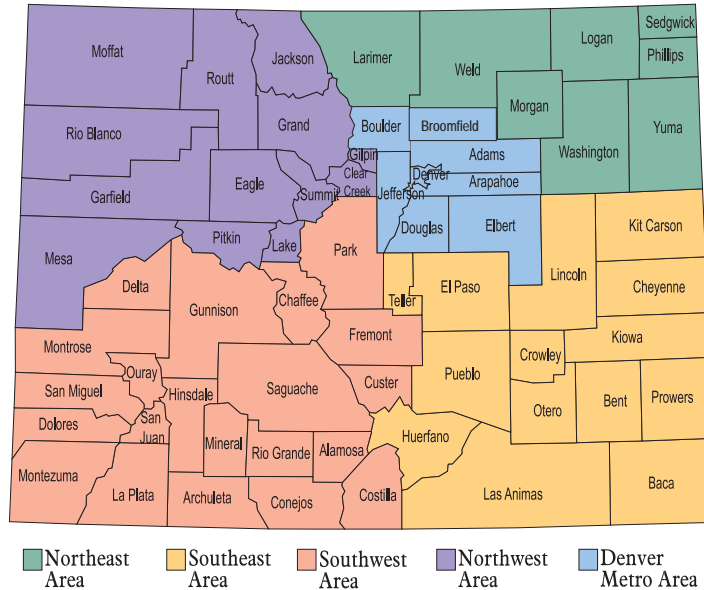 Moffat
Routt
Jackson
Larimer
Weld
Logan
Sedgwick
Phillips
Morgan
Rio Blanco
Grand
Boulder
Broomfield
Washington
Yuma
Gilpin
Adams
Garfield
Eagle
Summit
Clear
Creek
Jefferson
Denver
Arapahoe
Mesa
Pitkin
Lake
Park
Douglas
Elbert
Lincoln
Kit Carson
Delta
Gunnison
Chaffee
Teller
El Paso
Cheyenne
Montrose
Fremont
Crowley
Kiowa
Ouray
San Miguel
Hinsdale
Saguache
Custer
Pueblo
Otero
Bent
Prowers
Dolores
San
Juan
Mineral
Rio Grande
Alamosa
Huerfano
Montezuma
La Plata
Archuleta
Conejos
Costilla
Las Animas
Baca
Northeast
Area
Southeast
Area
Southwest
Area
Northwest
Area
Denver
Metro Area